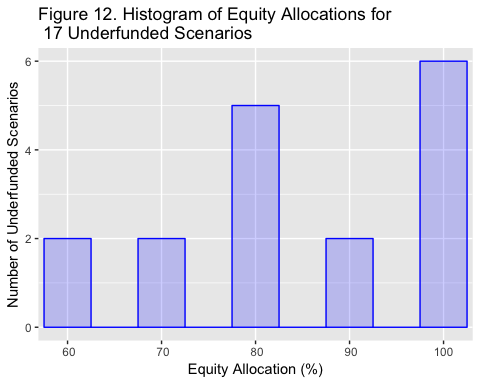 Figure 12. Histogram of Equity Allocations for
17 Underfunded Scenarios
6
4
2
0
Number of Underfunded Scenarios
60 70 80 90 100
Equity Allocation (%)